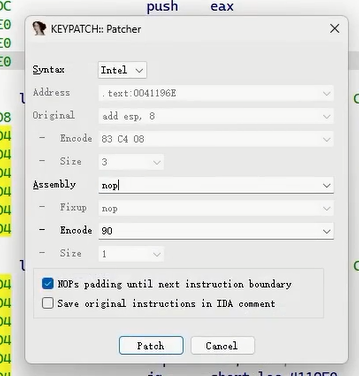 push eax
KEYPATCH:: Patcher
Syntax Intel
Address .text:0041196E
Original add esp, 8
- Encode 83 C4 08
- Size 3
Assembly nop
- Fixup nop
- Encode 90
- Size 1
NOPs padding until next instruction boundary
Save original instructions in IDA comment
Patch Cancel